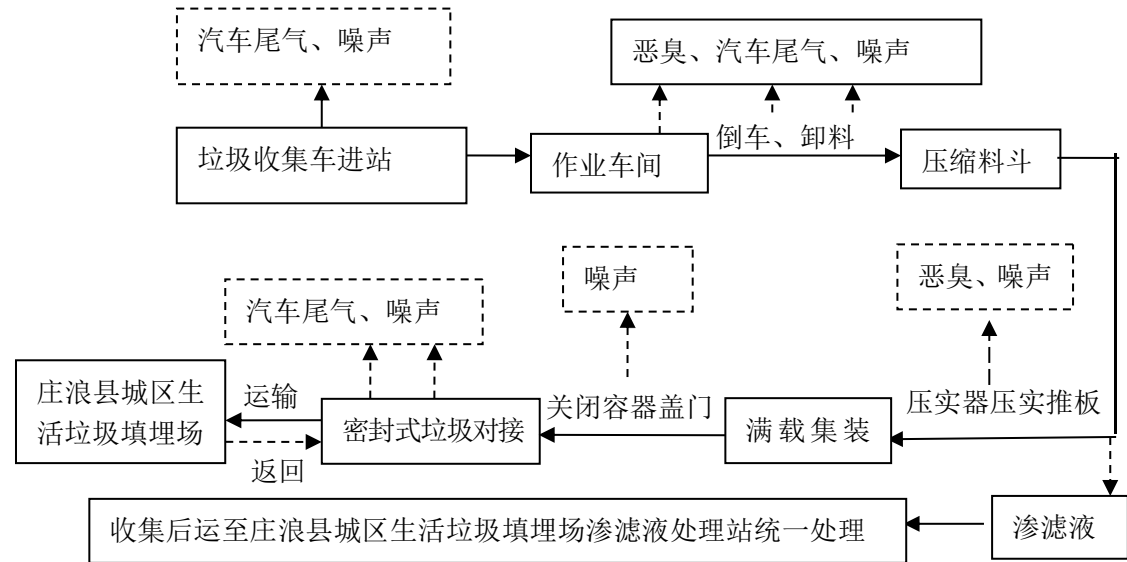 汽车尾气、噪声
恶臭、汽车尾气、噪声
垃圾收集车进站
作业车间
倒车、卸料
压缩料斗
汽车尾气、噪声
噪声
恶臭、噪声
庄浪县城区生
活垃圾填埋场
运输
返回
密封式垃圾对接
关闭容器盖门
满载集装
压实器压实推板
收集后运至庄浪县城区生活垃圾填埋场渗滤液处理站统一处理
渗滤液